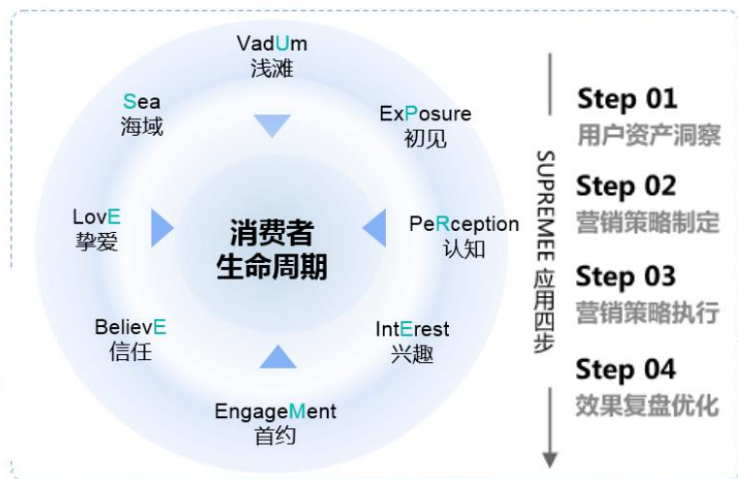 VadUm
浅滩
Sea
海域
ExPosure
初见
LovE
挚爱
消费者
生命周期
PeRception
认知
BelievE
信任
IntErest
兴趣
EngageMent
首约
SUPREMEE 应用四步
Step 01
用户资产洞察
Step 02
营销策略制定
Step 03
营销策略执行
Step 04
效果复盘优化